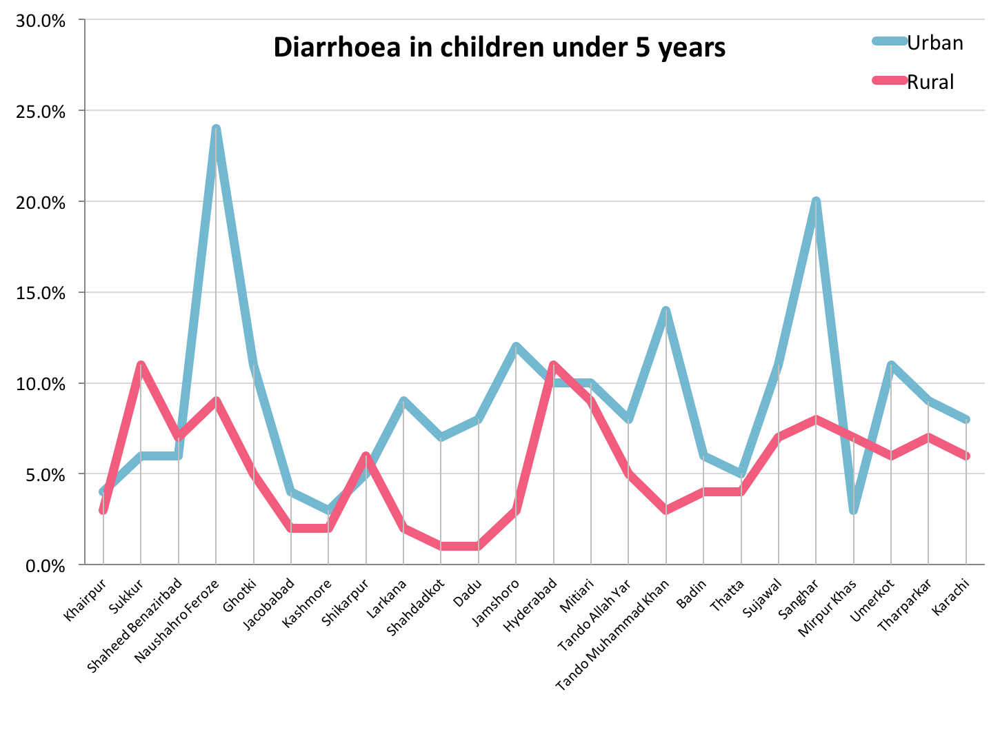 Diarrhoea in children under 5 years
Urban
Rural
30.0%
25.0%
20.0%
15.0%
10.0%
5.0%
0.0%
Khairpur
Sukkur
Shaheed Benazirbad
Naushahro Feroze
Ghotki
Jacobabad
Kashmore
Shikarpur
Larkana
Shahdadkot
Dadu
Jamshoro
Hyderabad
Mitiari
Tando Allah Yar
Tando Muhammad Khan
Badin
Thatta
Sujawal
Sanghar
Mirpur Khas
Umerkot
Tharparkar
Karachi